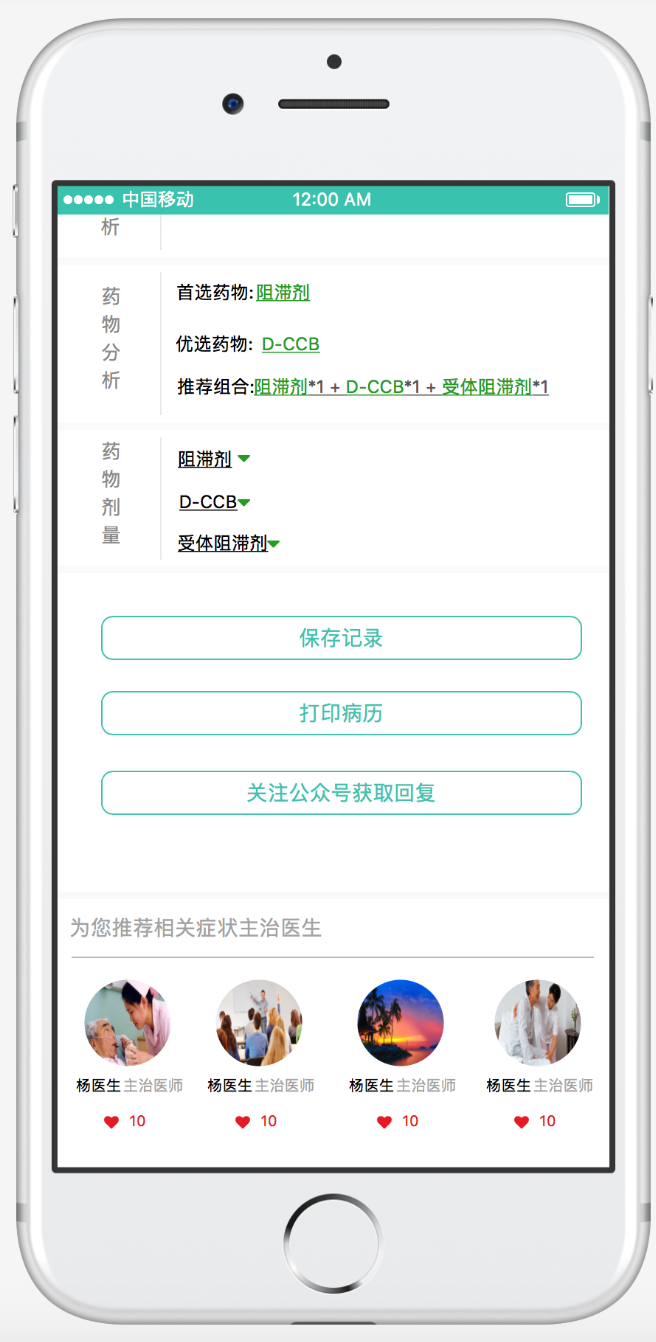 中国移动 12:00 AM
析
药物分析
首选药物:阻滞剂
优选药物: D-CCB
推荐组合:阻滞剂*1 + D-CCB*1 + 受体阻滞剂*1
药物剂量
阻滞剂
D-CCB
受体阻滞剂
保存记录
打印病历
关注公众号获取回复
为您推荐相关症状主治医生
杨医生 主治医师 杨医生 主治医师 杨医生 主治医师 杨医生 主治医师
10 10 10 10